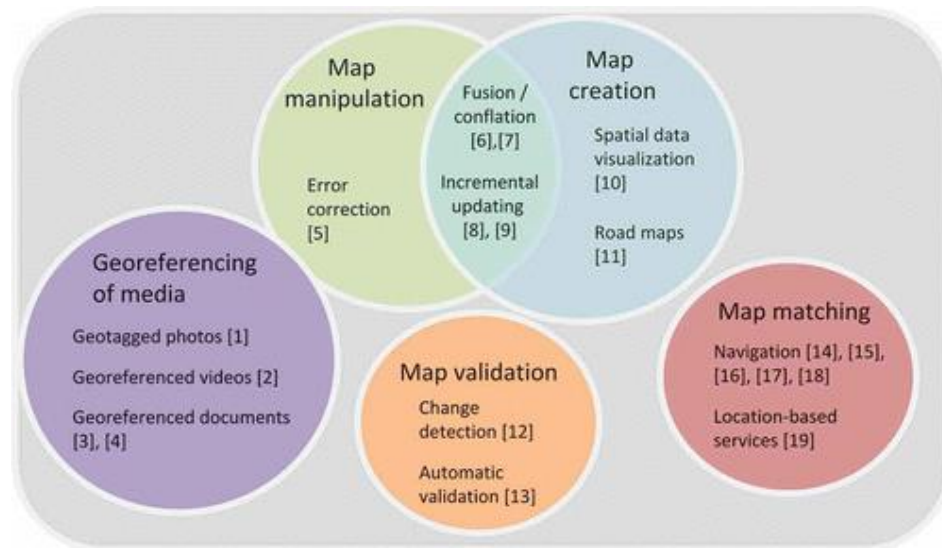 Map
manipulation
Error
correction
[5]
Fusion /
conflation
[6],[7]
Incremental
updating
[8], [9]
Map
creation
Spatial data
visualization
[10]
Road maps
[11]
Georeferencing
of media
Geotagged photos [1]
Georeferenced videos [2]
Georeferenced documents
[3], [4]
Map validation
Change
detection [12]
Automatic
validation [13]
Map matching
Navigation [14], [15],
[16], [17], [18]
Location-based
services [19]